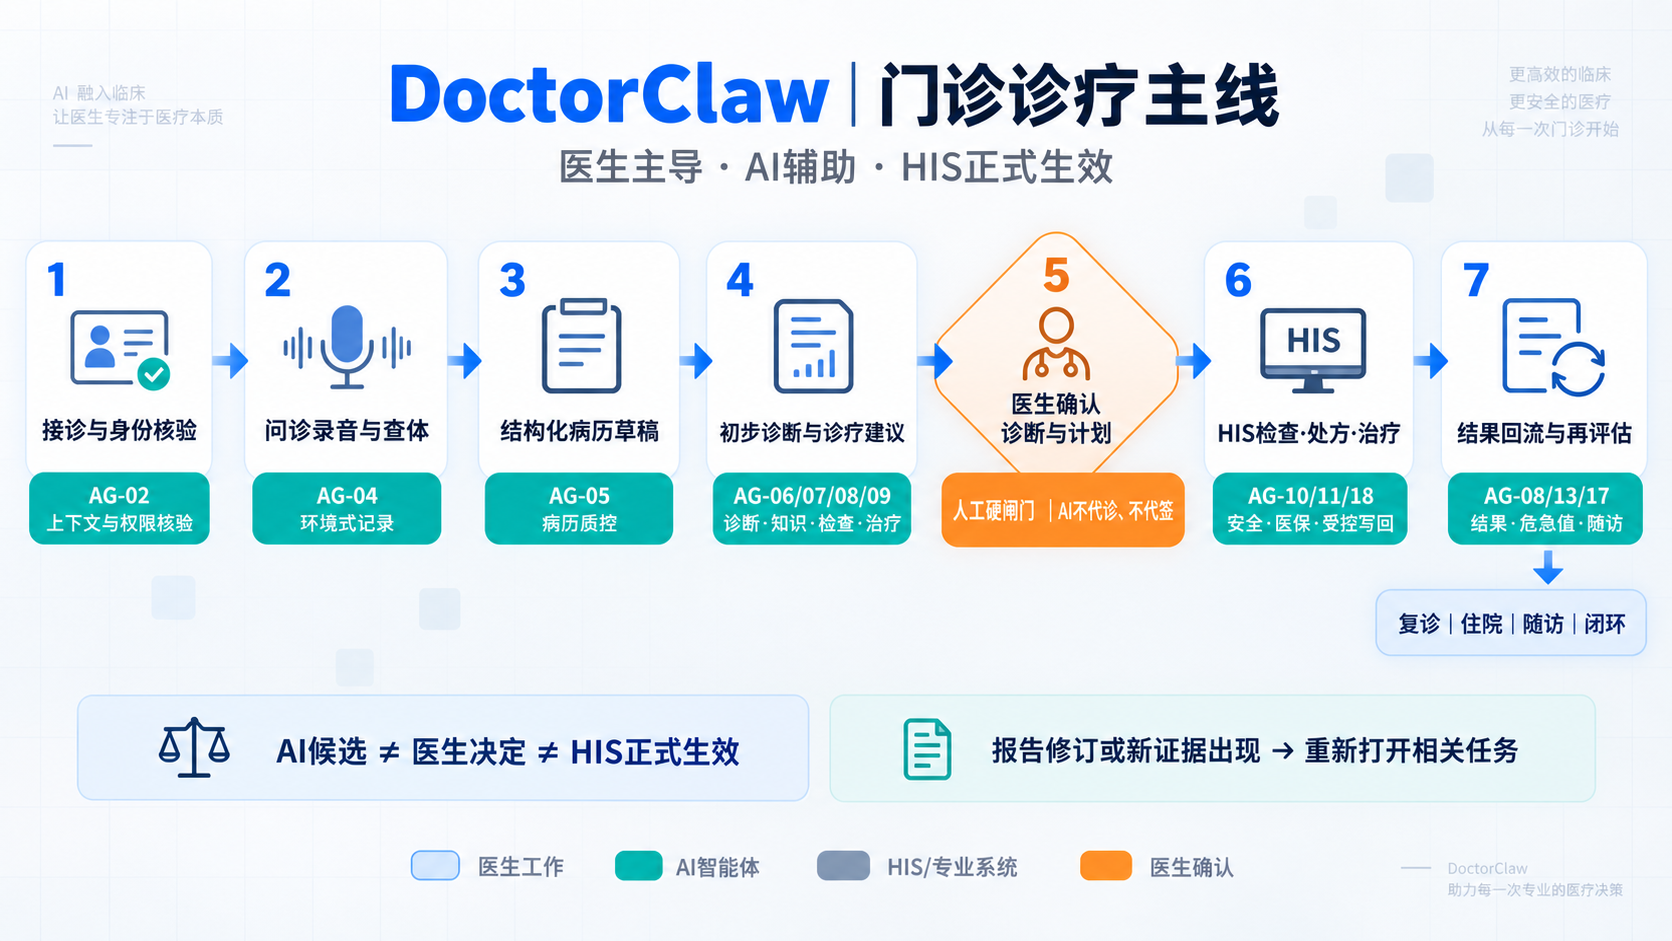 AI 融入临床
让医生专注于医疗本质
DoctorClaw | 门诊诊疗主线
医生主导 · AI辅助 · HIS正式生效
更高效的临床
更安全的医疗
从每一次门诊开始
1
接诊与身份核验
AG-02
上下文与权限核验
2
问诊录音与查体
AG-04
环境式记录
3
结构化病历草稿
AG-05
病历质控
4
初步诊断与诊疗建议
AG-06/07/08/09
诊断·知识·检查·治疗
5
医生确认
诊断与计划
人工硬闸门 | AI不代诊、不代签
6
HIS
HIS检查·处方·治疗
AG-10/11/18
安全·医保·受控写回
7
结果回流与再评估
AG-08/13/17
结果·危急值·随访
复诊 | 住院 | 随访 | 闭环
AI候选 ≠ 医生决定 ≠ HIS正式生效
报告修订或新证据出现 → 重新打开相关任务
医生工作
AI智能体
HIS/专业系统
医生确认
DoctorClaw
助力每一次专业的医疗决策